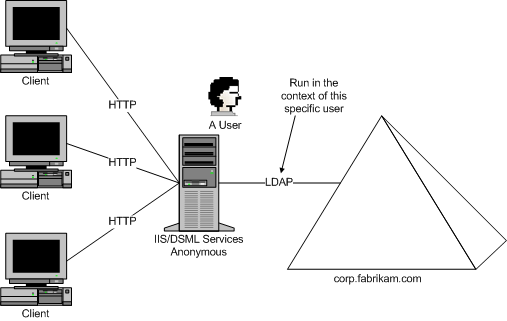 Client
HTTP
Client
HTTP
Client
HTTP
A User
IIS/DSML Services
Anonymous
Run in the
context of this
specific user
LDAP
corp.fabrikam.com